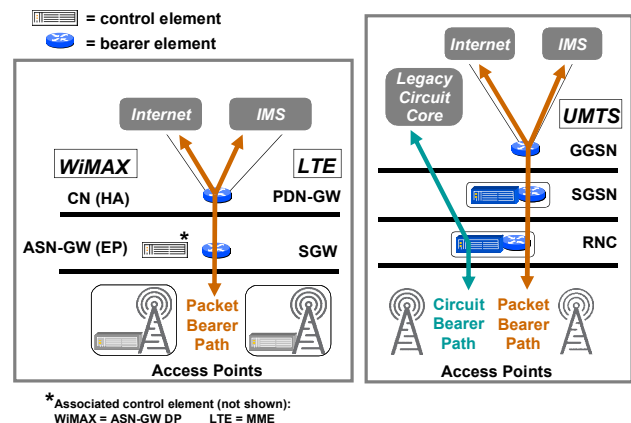 = control element
= bearer element
Internet
IMS
WiMAX
LTE
CN (HA)
PDN-GW
ASN-GW (EP)
*
SGW
Packet
Bearer
Path
Access Points
*Associated control element (not shown):
WiMAX = ASN-GW DP LTE = MME
Internet
IMS
Legacy
Circuit
Core
UMTS
GGSN
SGSN
RNC
Circuit
Bearer
Path
Packet
Bearer
Path
Access Points